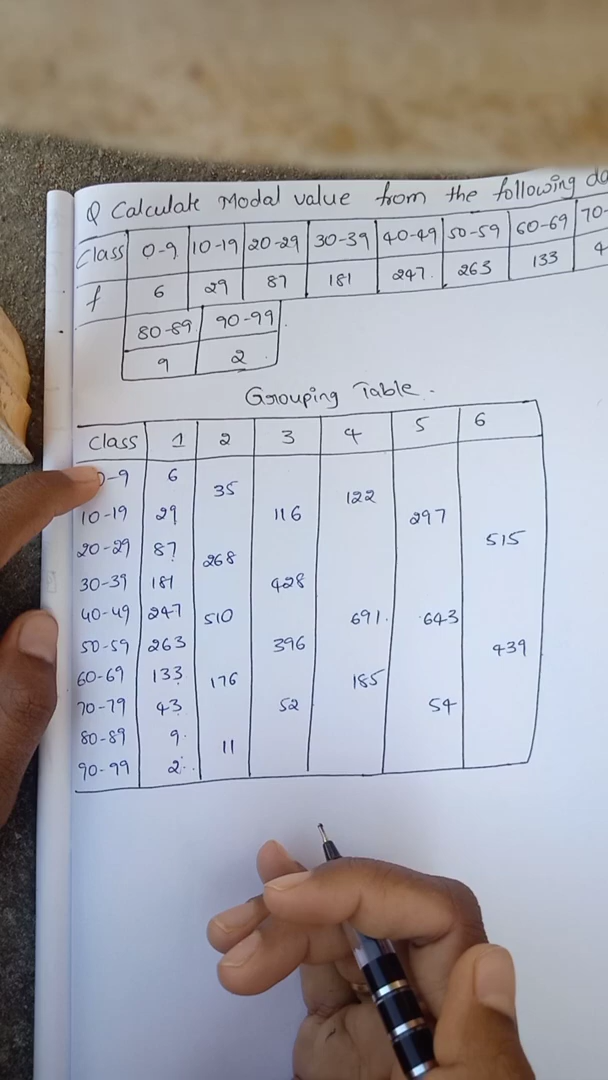 Q Calculate Modal value from the following
Class 0-9 10-19 20-29 30-39 40-49 50-59 60-69 70-
f 6 29 87 181 247 263 133 4
80-89 90-99
9 2
Grouping Table.
Class 1 2 3 4 5 6
0-9 6
35 122
10-19 29 116 297
20-29 87 515
268
30-39 181 428
40-49 247 510 691 643
50-59 263 396 439
60-69 133 176 185
70-79 43 52 54
80-89 9
11
90-99 2